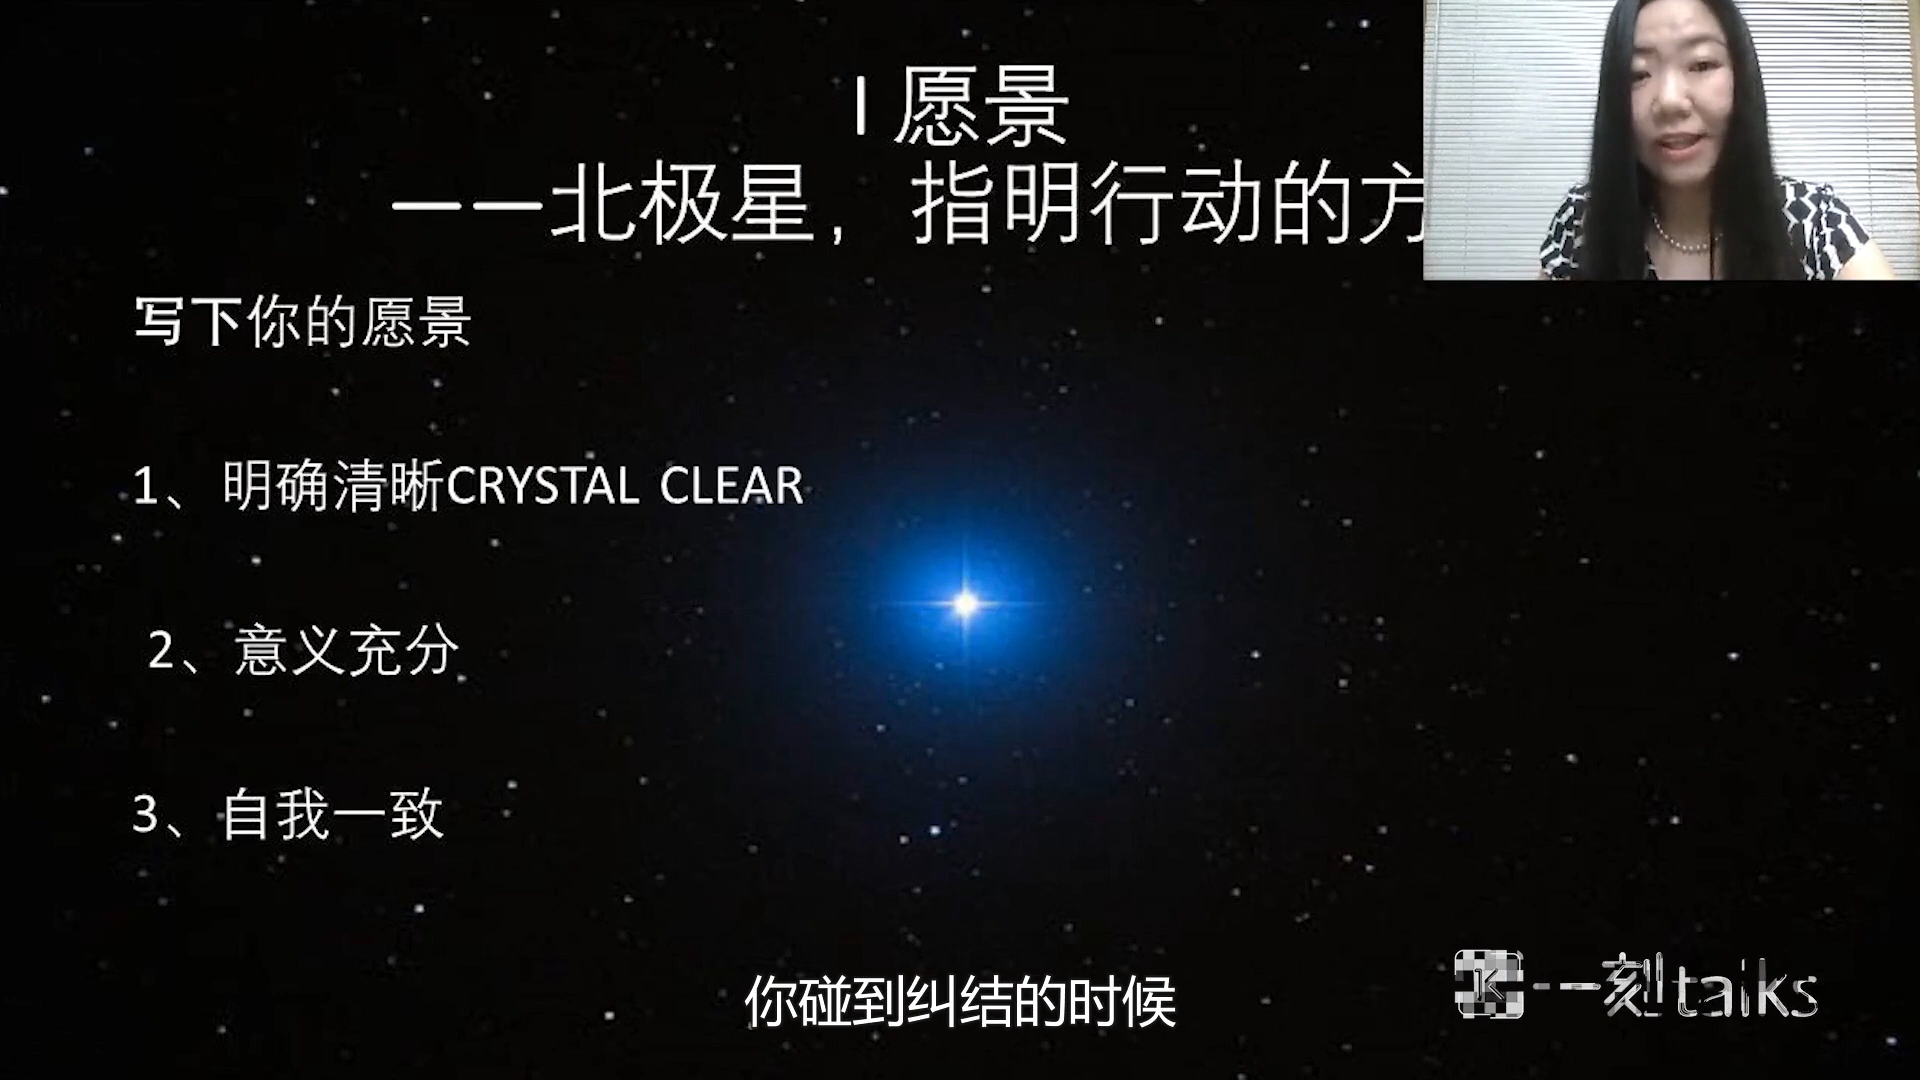 I 愿景
——北极星，指明行动的方
写下你的愿景
1、明确清晰CRYSTAL CLEAR
2、意义充分
3、自我一致
你碰到纠结的时候
一刻talks